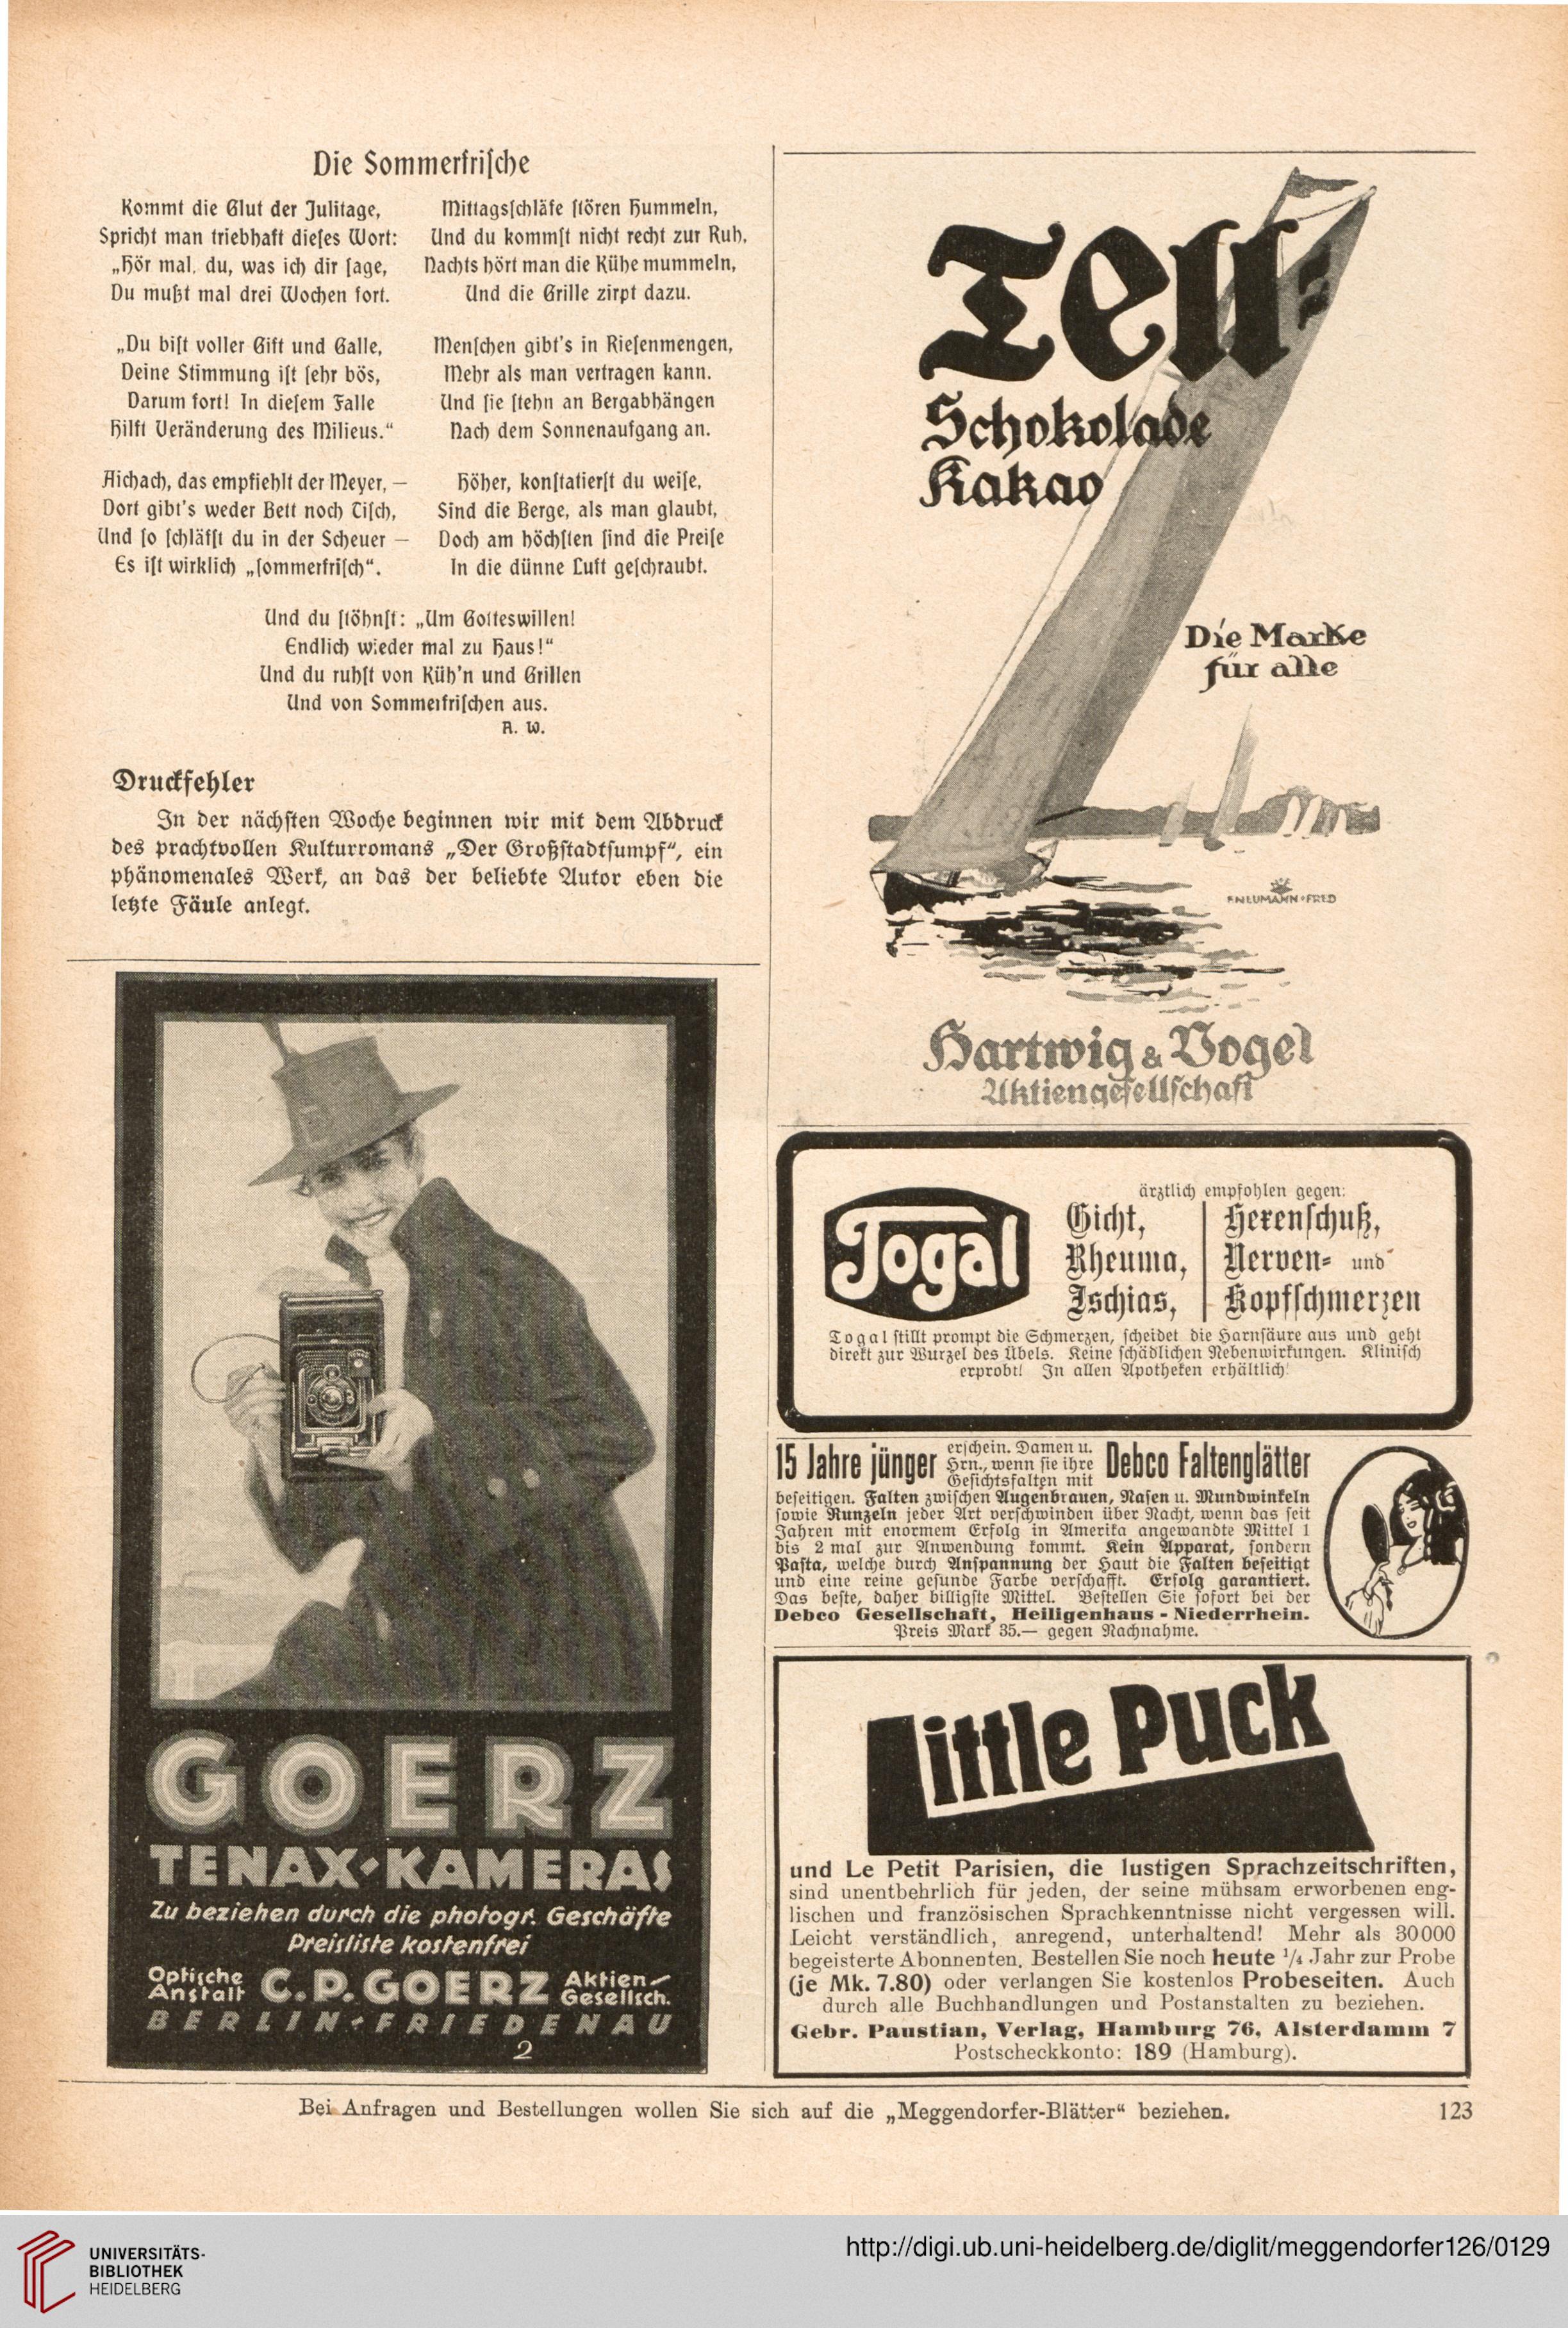 Die Sommerfriſche
Kommt die Glut der Julitage,
Spricht man triebhaft dieſes Wort:
„Hör mal, du, was ich dir ſage,
Du mußt mal drei Wochen fort.
„Du biſt voller Gift und Galle,
Deine Stimmung iſt ſehr bös,
Darum fort! In dieſem Falle
Hilft Veränderung des Milieus.“
Aichach, das empfiehlt der Meyer, —
Dort gibt's weder Bett noch Tiſch,
Und ſo ſchläfſt du in der Scheuer —
Es iſt wirklich „ſommerfriſch“.
Mittagsſchläfe ſtören Hummeln,
Und du kommſt nicht recht zur Ruh,
Nachts hört man die Kühe mummeln,
Und die Grille zirpt dazu.
Menſchen gibt's in Rieſenmengen,
Mehr als man vertragen kann.
Und ſie ſtehn an Bergabhängen
Nach dem Sonnenaufgang an.
Höher, konſtatierſt du weiſe,
Sind die Berge, als man glaubt,
Doch am höchſten ſind die Preiſe
In die dünne Luft geſchraubt.
Und du ſtöhnſt: „Um Gotteswillen!
Endlich wieder mal zu Haus!“
Und du ruhſt von Küh'n und Grillen
Und von Sommerfriſchen aus.
A. W.
Druckfehler
In der nächſten Woche beginnen wir mit dem Abdruck
des prachtvollen Kulturromans „Der Großſtadtſumpf“, ein
phänomenales Werk, an das der beliebte Autor eben die
letzte Fäule anlegt.
GOERZ
TENAX-KAMERAS
Zu beziehen durch die photogr. Geschäfte
Preisliste kostenfrei
Optische Anstalt C.P. GOERZ Aktien-Gesellsch.
BERLIN-FRIEDENAU
2
Tell-
Schokolade
Kakao
Die Marke
für alle
F. NEUMANN·FRED
Hartwig & Vogel
Aktiengeſellſchaft
Togal
ärztlich empfohlen gegen:
Gicht,
Rheuma,
Ischias,
Hexenſchuß,
Nerven- und
Kopfſchmerzen
Togal ſtillt prompt die Schmerzen, ſcheidet die Harnſäure aus und geht
direkt zur Wurzel des Übels. Keine ſchädlichen Nebenwirkungen. Kliniſch
erprobt! In allen Apotheken erhältlich!
15 Jahre jünger erſchein. Damen u. Hrn., wenn ſie ihre Geſichtsfalten mit Debco Faltenglätter
beſeitigen. Falten zwiſchen Augenbrauen, Naſen u. Mundwinkeln
ſowie Runzeln jeder Art verſchwinden über Nacht, wenn das ſeit
Jahren mit enormem Erfolg in Amerika angewandte Mittel 1
bis 2 mal zur Anwendung kommt. Kein Apparat, ſondern
Paſta, welche durch Anſpannung der Haut die Falten beſeitigt
und eine reine geſunde Farbe verſchafft. Erfolg garantiert.
Das beſte, daher billigſte Mittel. Beſtellen Sie ſofort bei der
Debco Gesellschaft, Heiligenhaus - Niederrhein.
Preis Mark 35.— gegen Nachnahme.
Little Puck
und Le Petit Parisien, die lustigen Sprachzeitschriften,
sind unentbehrlich für jeden, der seine mühsam erworbenen eng-
lischen und französischen Sprachkenntnisse nicht vergessen will.
Leicht verständlich, anregend, unterhaltend! Mehr als 30000
begeisterte Abonnenten. Bestellen Sie noch heute ¼ Jahr zur Probe
(je Mk. 7.80) oder verlangen Sie kostenlos Probeseiten. Auch
durch alle Buchhandlungen und Postanstalten zu beziehen.
Gebr. Paustian, Verlag, Hamburg 76, Alsterdamm 7
Postscheckkonto: 189 (Hamburg).
Bei Anfragen und Bestellungen wollen Sie sich auf die „Meggendorfer-Blätter“ beziehen.
123
UNIVERSITÄTS-
BIBLIOTHEK
HEIDELBERG
http://digi.ub.uni-heidelberg.de/diglit/meggendorfer126/0129